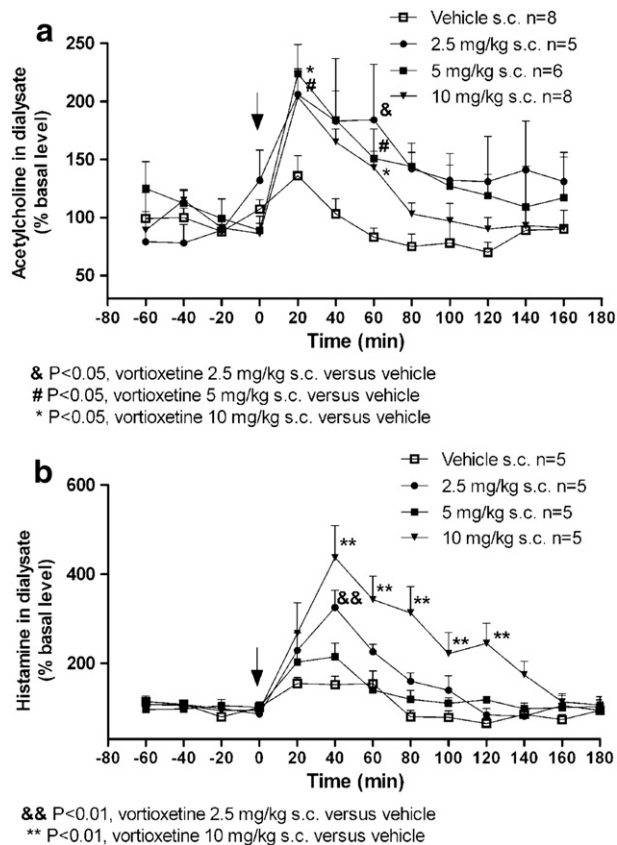 a
Vehicle s.c. n=8
2.5 mg/kg s.c. n=5
5 mg/kg s.c. n=6
10 mg/kg s.c. n=8
Acetylcholine in dialysate
(% basal level)
250
200
150
100
50
*
#
&
#
*
-80 -60 -40 -20 0 20 40 60 80 100 120 140 160 180
Time (min)
& P<0.05, vortioxetine 2.5 mg/kg s.c. versus vehicle
# P<0.05, vortioxetine 5 mg/kg s.c. versus vehicle
* P<0.05, vortioxetine 10 mg/kg s.c. versus vehicle
b
Vehicle s.c. n=5
2.5 mg/kg s.c. n=5
5 mg/kg s.c. n=5
10 mg/kg s.c. n=5
Histamine in dialysate
(% basal level)
600
400
200
**
**
**
&&
**
**
-80 -60 -40 -20 0 20 40 60 80 100 120 140 160 180
Time (min)
&& P<0.01, vortioxetine 2.5 mg/kg s.c. versus vehicle
** P<0.01, vortioxetine 10 mg/kg s.c. versus vehicle